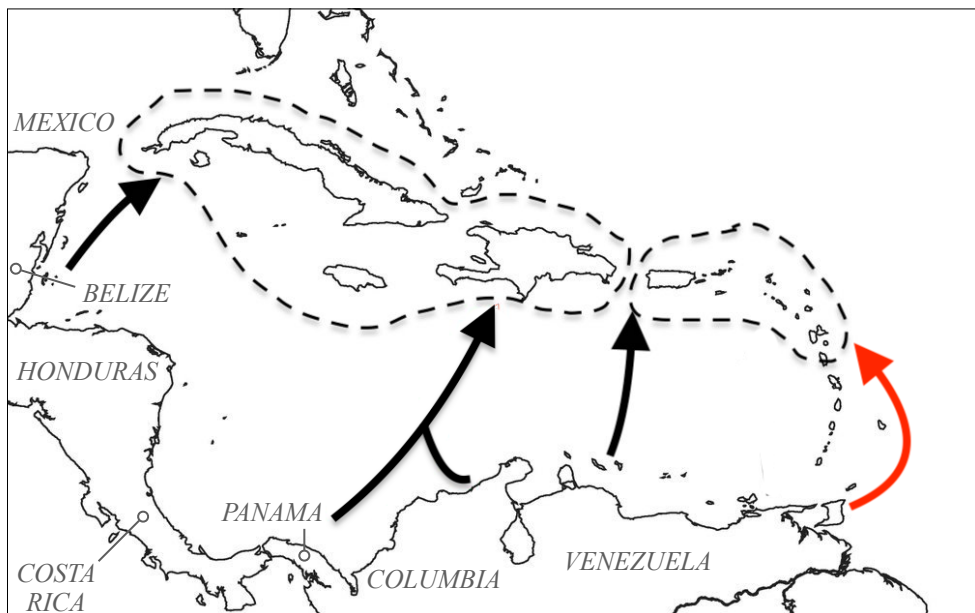 MEXICO
BELIZE
HONDURAS
PANAMA
COSTA
RICA
COLUMBIA
VENEZUELA